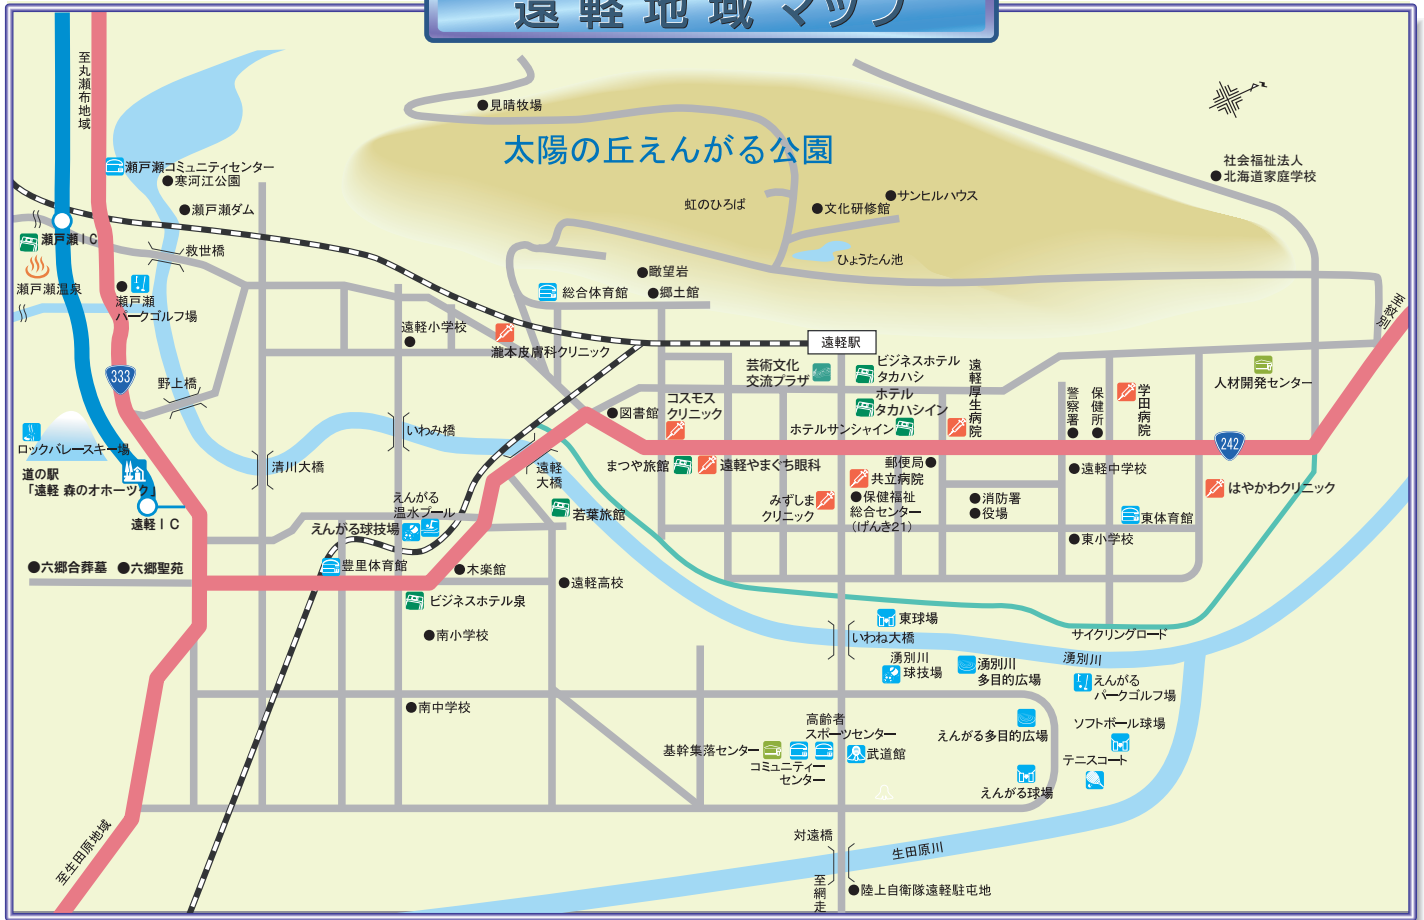 遠軽地域マップ
至丸瀬布地域
見晴牧場
太陽の丘えんがる公園
瀬戸瀬コミュニティセンター
寒河江公園
社会福祉法人
北海道家庭学校
サンヒルハウス
虹のひろば
文化研修館
瀬戸瀬ダム
瀬戸瀬IC
救世橋
ひょうたん池
瞰望岩
瀬戸瀬温泉
総合体育館
郷土館
瀬戸瀬
パークゴルフ場
至紋別
遠軽小学校
瀧本皮膚科クリニック
遠軽駅
芸術文化
交流プラザ
ビジネスホテル
タカハシ
遠軽厚生病院
人材開発センター
333
野上橋
コスモス
クリニック
ホテル
タカハシイン
警察署
保健所
学田病院
図書館
ホテルサンシャイン
いわみ橋
242
ロックバレースキー場
清川大橋
遠軽
大橋
まつや旅館
遠軽やまぐち眼科
郵便局
遠軽中学校
道の駅
「遠軽 森のオホーツク」
共立病院
はやかわクリニック
えんがる
温水プール
みずしま
クリニック
保健福祉
総合センター
(げんき21)
消防署
役場
若葉旅館
東体育館
遠軽IC
えんがる球技場
東小学校
六郷合葬墓
六郷聖苑
豊里体育館
木楽館
遠軽高校
ビジネスホテル泉
東球場
南小学校
いわね大橋
サイクリングロード
湧別川
球技場
湧別川
多目的広場
湧別川
えんがる
パークゴルフ場
南中学校
高齢者
スポーツセンター
えんがる多目的広場
ソフトボール球場
基幹集落センター
武道館
コミュニティー
センター
テニスコート
えんがる球場
対遠橋
生田原川
至生田原地域
至網走
陸上自衛隊遠軽駐屯地